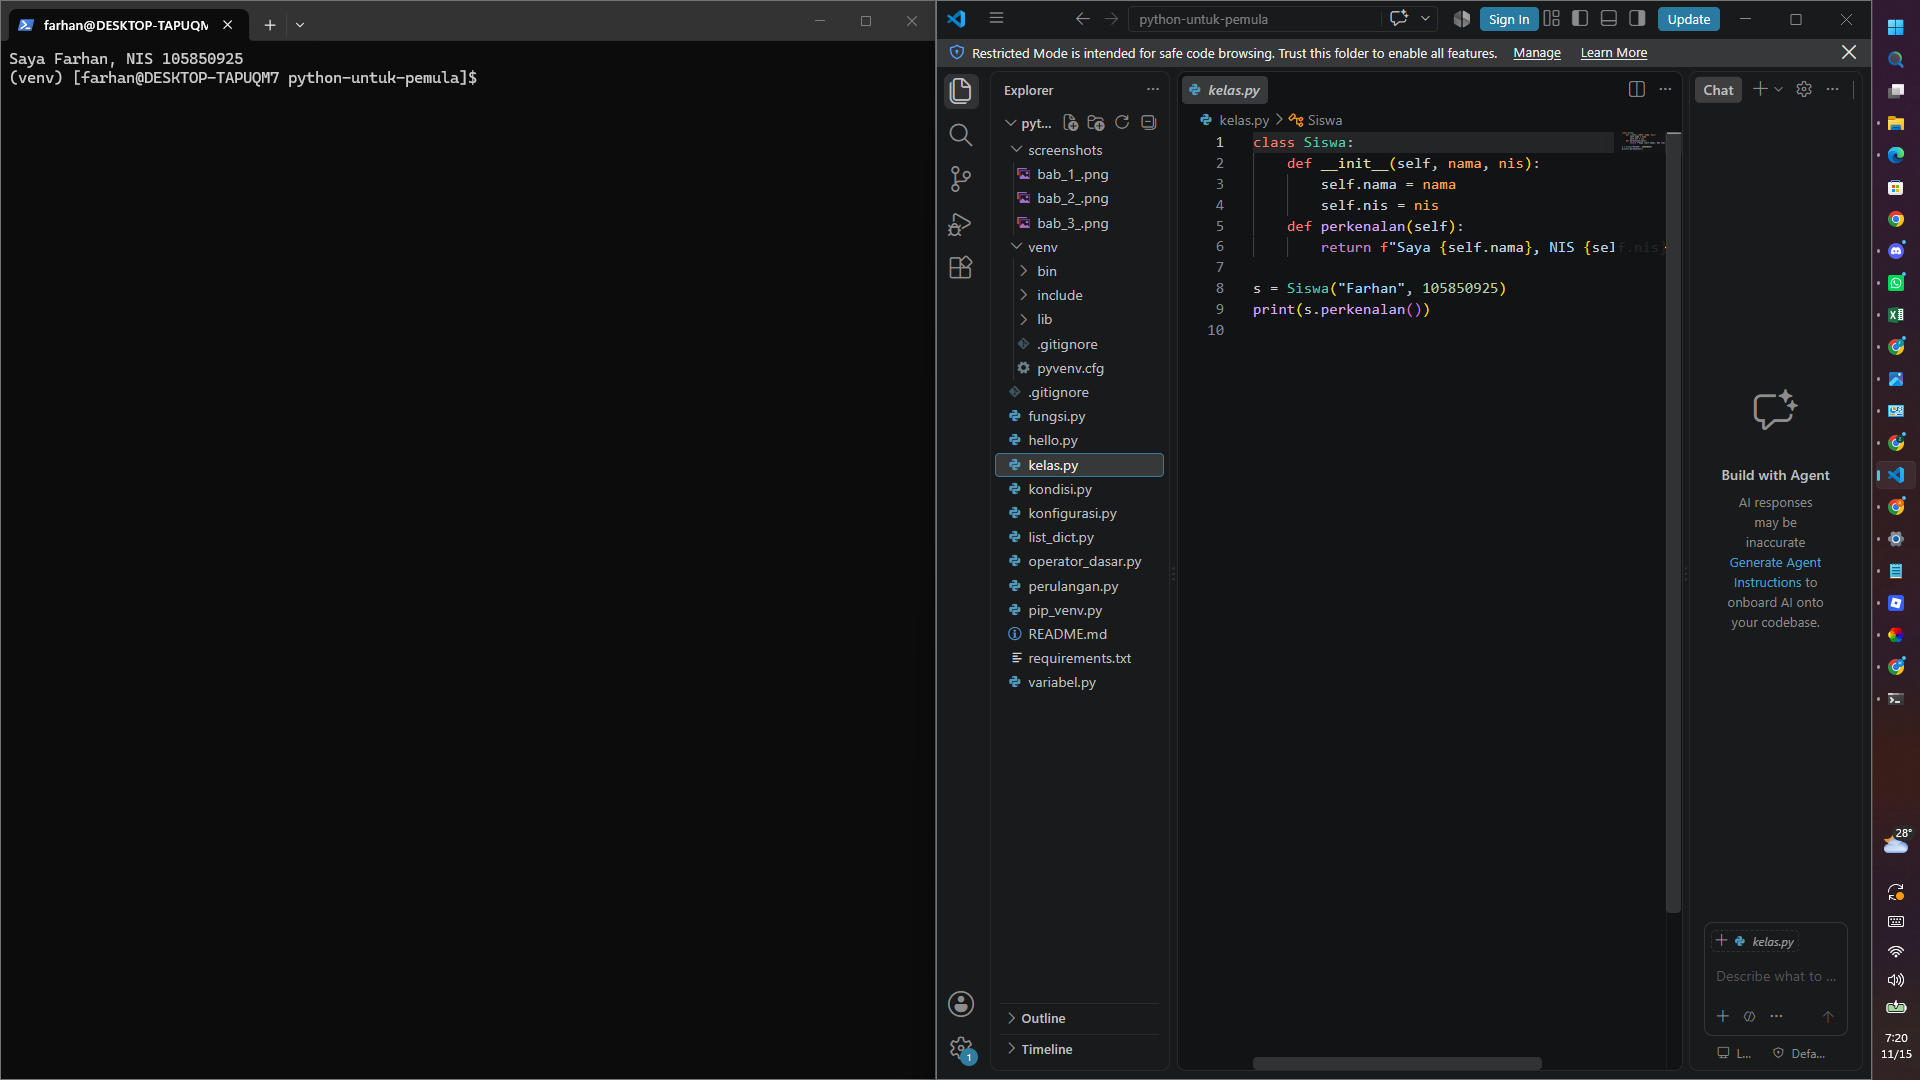 farhan@DESKTOP-TAPUQM
Saya Farhan, NIS 105850925
(venv) [farhan@DESKTOP-TAPUQM7 python-untuk-pemula]$
python-untuk-pemula
Sign In
Update
Restricted Mode is intended for safe code browsing. Trust this folder to enable all features. Manage Learn More
Explorer
pyt...
screenshots
bab_1_.png
bab_2_.png
bab_3_.png
venv
bin
include
lib
.gitignore
pyvenv.cfg
.gitignore
fungsi.py
hello.py
kelas.py
kondisi.py
konfigurasi.py
list_dict.py
operator_dasar.py
perulangan.py
pip_venv.py
README.md
requirements.txt
variabel.py
Outline
Timeline
1
kelas.py
kelas.py > Siswa
1 class Siswa:
2 def __init__(self, nama, nis):
3 self.nama = nama
4 self.nis = nis
5 def perkenalan(self):
6 return f"Saya {self.nama}, NIS {self.nis}
7
8 s = Siswa("Farhan", 105850925)
9 print(s.perkenalan())
10
Chat
Build with Agent
AI responses
may be
inaccurate
Generate Agent
Instructions to
onboard AI onto
your codebase.
kelas.py
Describe what to ...
L...
Defa...
28°
7:20
11/15